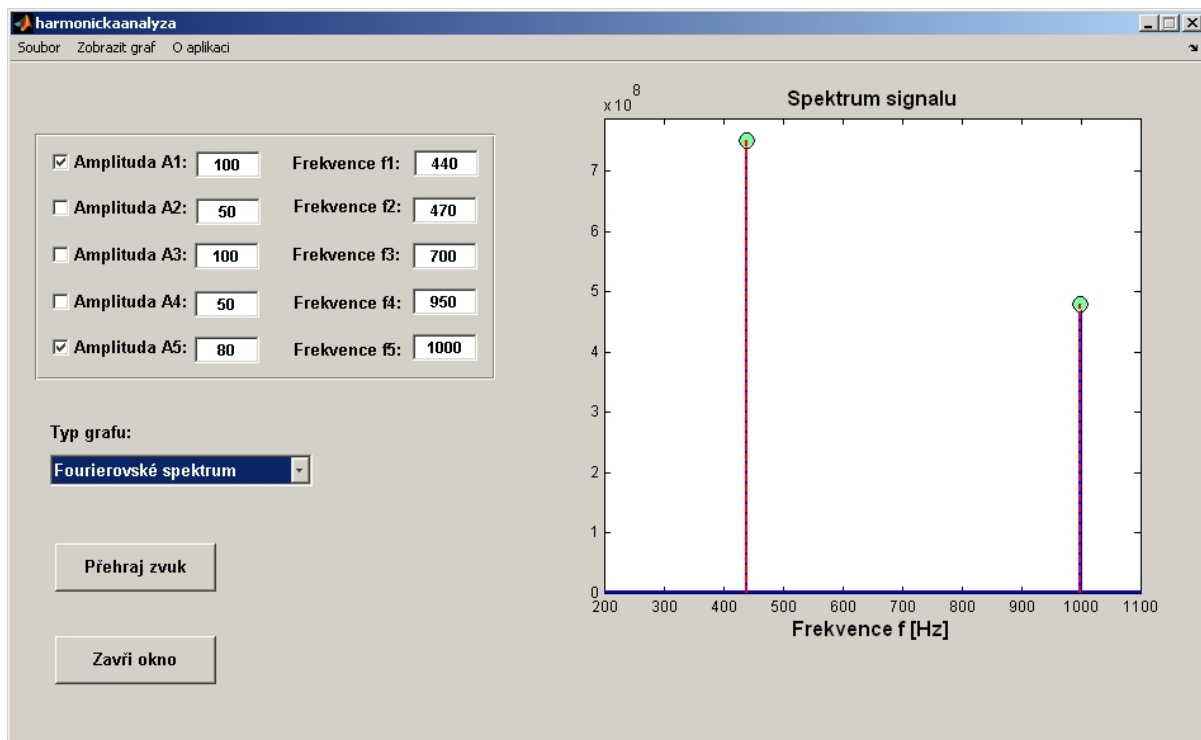 harmonickaanalyza
Soubor Zobrazit graf O aplikaci
Amplituda A1: 100 Frekvence f1: 440
Amplituda A2: 50 Frekvence f2: 470
Amplituda A3: 100 Frekvence f3: 700
Amplituda A4: 50 Frekvence f4: 950
Amplituda A5: 80 Frekvence f5: 1000
Typ grafu:
Fourierovské spektrum
Přehraj zvuk
Zavři okno
Spektrum signalu
x 10^8
7
6
5
4
3
2
1
0
200 300 400 500 600 700 800 900 1000 1100
Frekvence f [Hz]